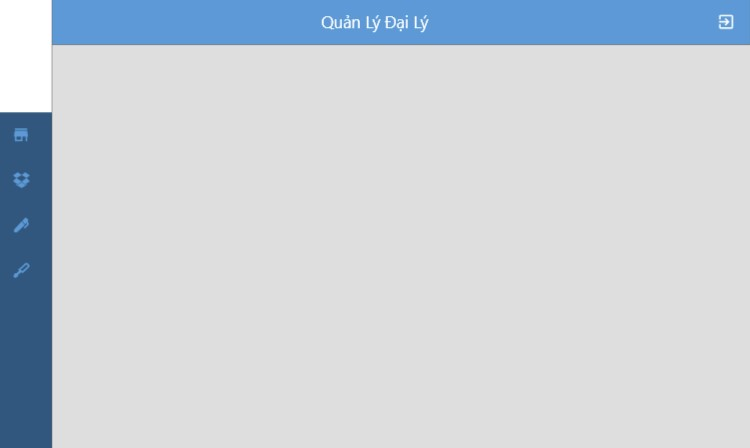 Quản Lý Đại Lý